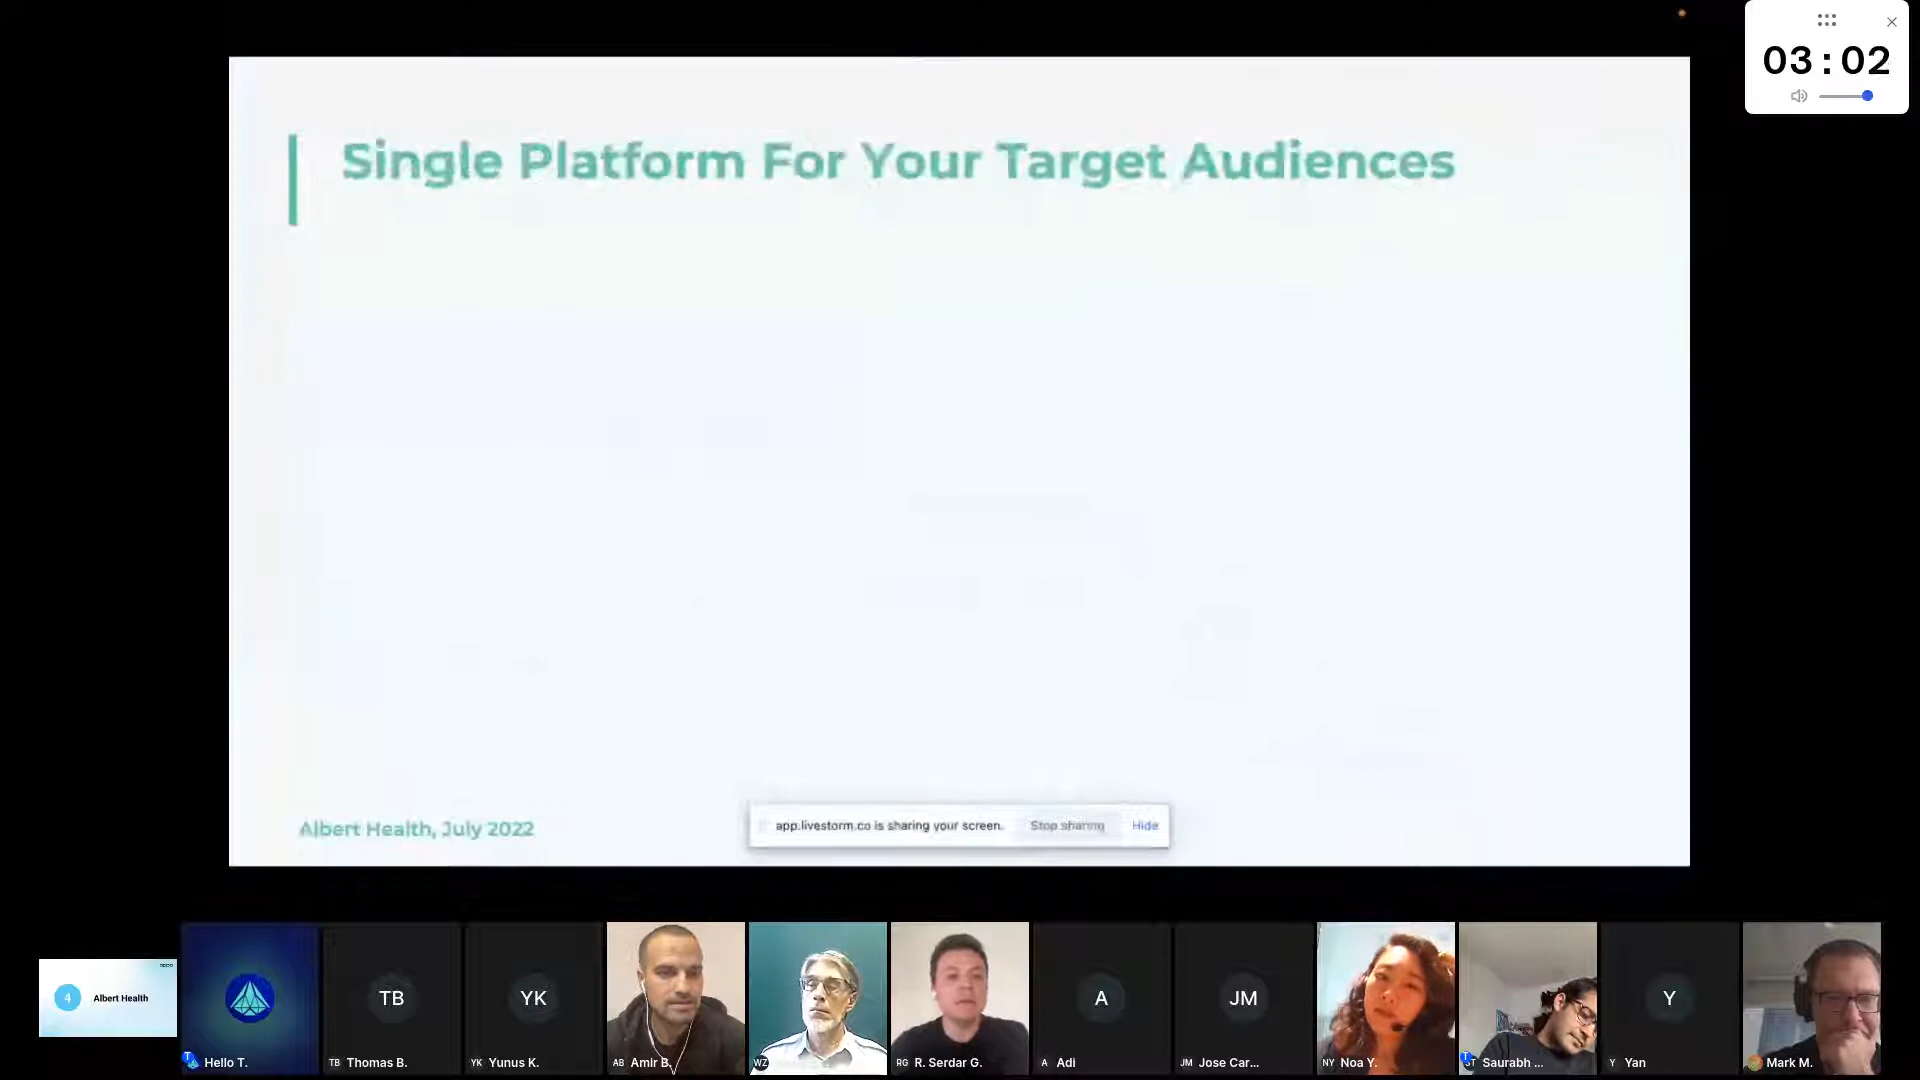 03:02
Single Platform For Your Target Audiences
Albert Health, July 2022
app.livestorm.co is sharing your screen. Stop sharing Hide
4 Albert Health
TB YK A JM Y
T Hello T. TB Thomas B. YK Yunus K. AB Amir B. WZ RG R. Serdar G. A Adi JM Jose Car... NY Noa Y. ST Saurabh ... Y Yan Mark M.